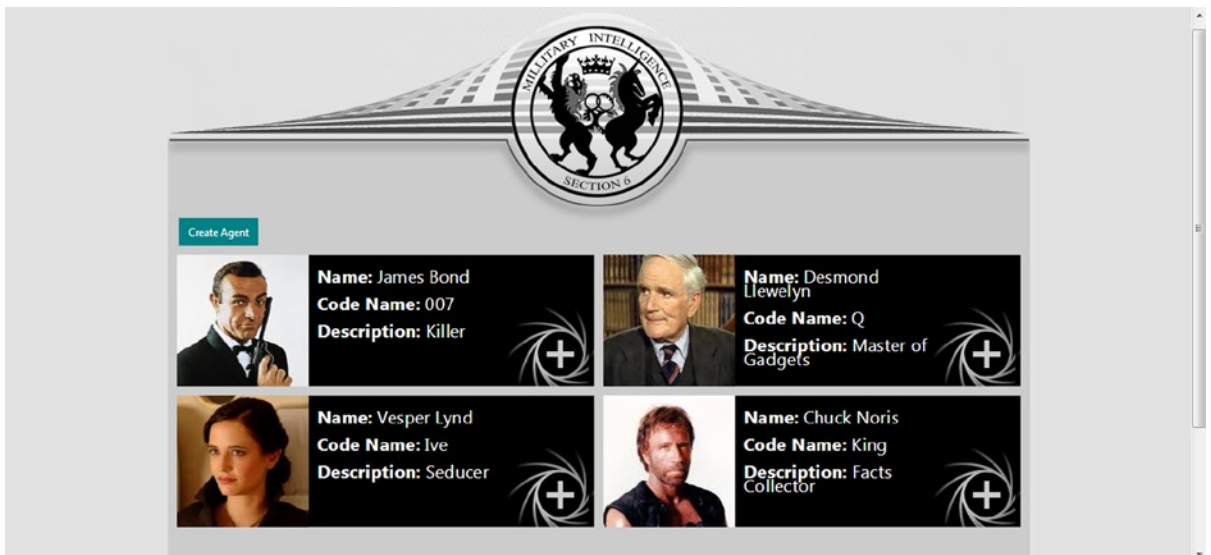 MILLITARY INTELLIGENCE
SECTION 6
Create Agent
Name: James Bond
Code Name: 007
Description: Killer
Name: Desmond
Llewelyn
Code Name: Q
Description: Master of
Gadgets
Name: Vesper Lynd
Code Name: Ive
Description: Seducer
Name: Chuck Noris
Code Name: King
Description: Facts
Collector